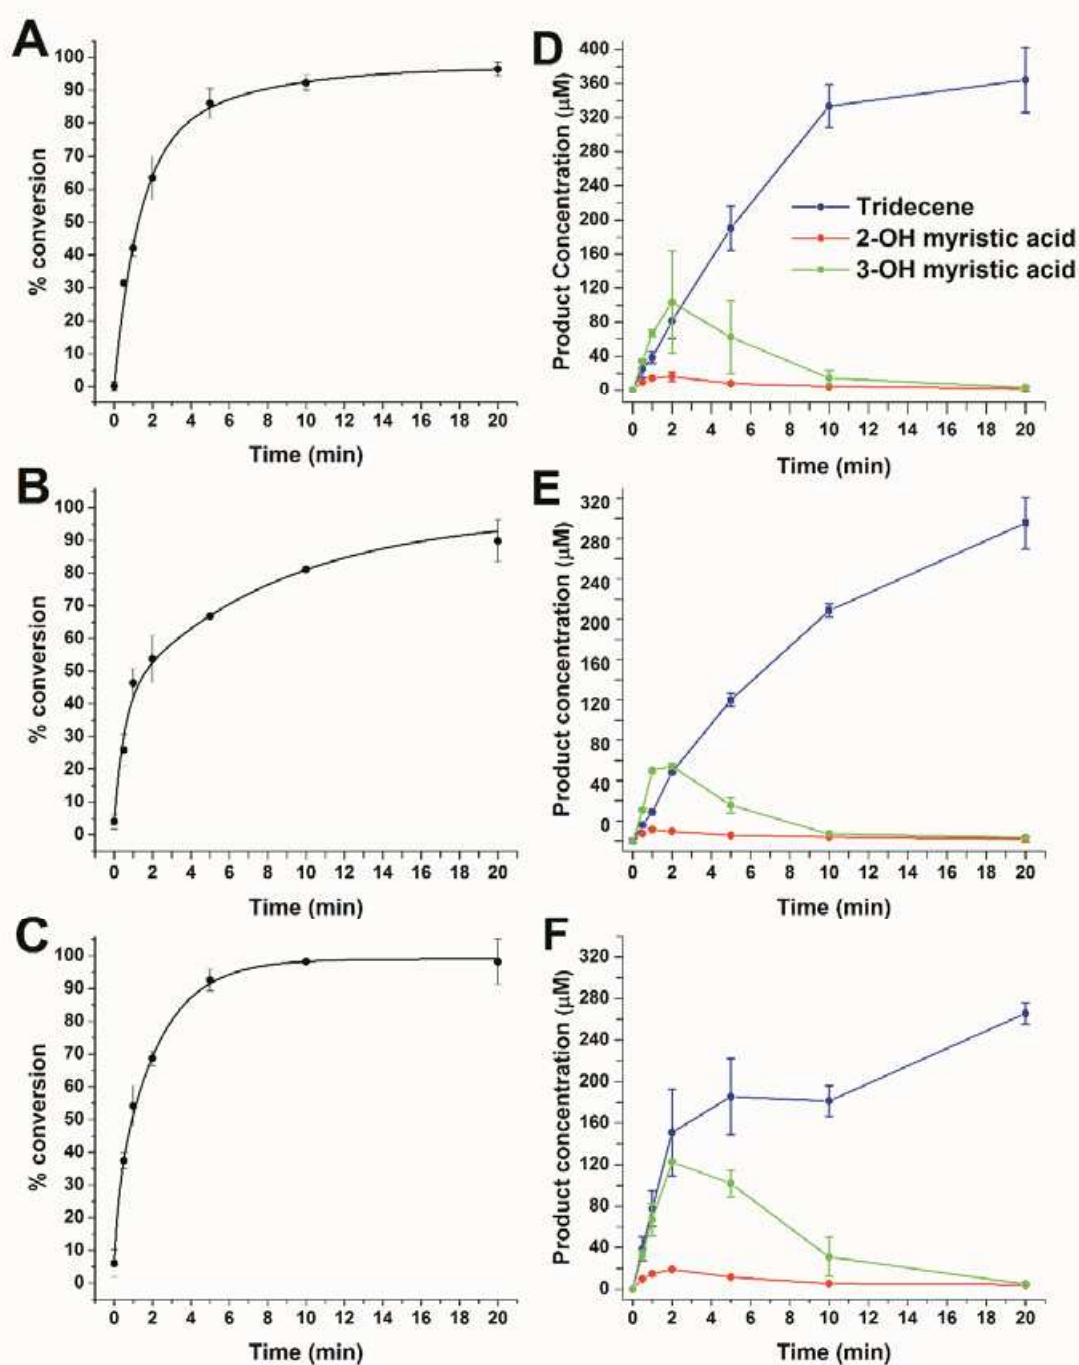 A
% conversion
100
90
80
70
60
50
40
30
20
10
0
0 2 4 6 8 10 12 14 16 18 20
Time (min)
D
Product Concentration (μM)
400
360
320
280
240
200
160
120
80
40
0
Tridecene
2-OH myristic acid
3-OH myristic acid
0 2 4 6 8 10 12 14 16 18 20
Time (min)
B
% conversion
100
90
80
70
60
50
40
30
20
10
0
0 2 4 6 8 10 12 14 16 18 20
Time (min)
E
Product concentration (μM)
320
280
240
200
160
120
80
40
0
0 2 4 6 8 10 12 14 16 18 20
Time (min)
C
% conversion
100
90
80
70
60
50
40
30
20
10
0
0 2 4 6 8 10 12 14 16 18 20
Time (min)
F
Product concentration (μM)
320
280
240
200
160
120
80
40
0
0 2 4 6 8 10 12 14 16 18 20
Time (min)